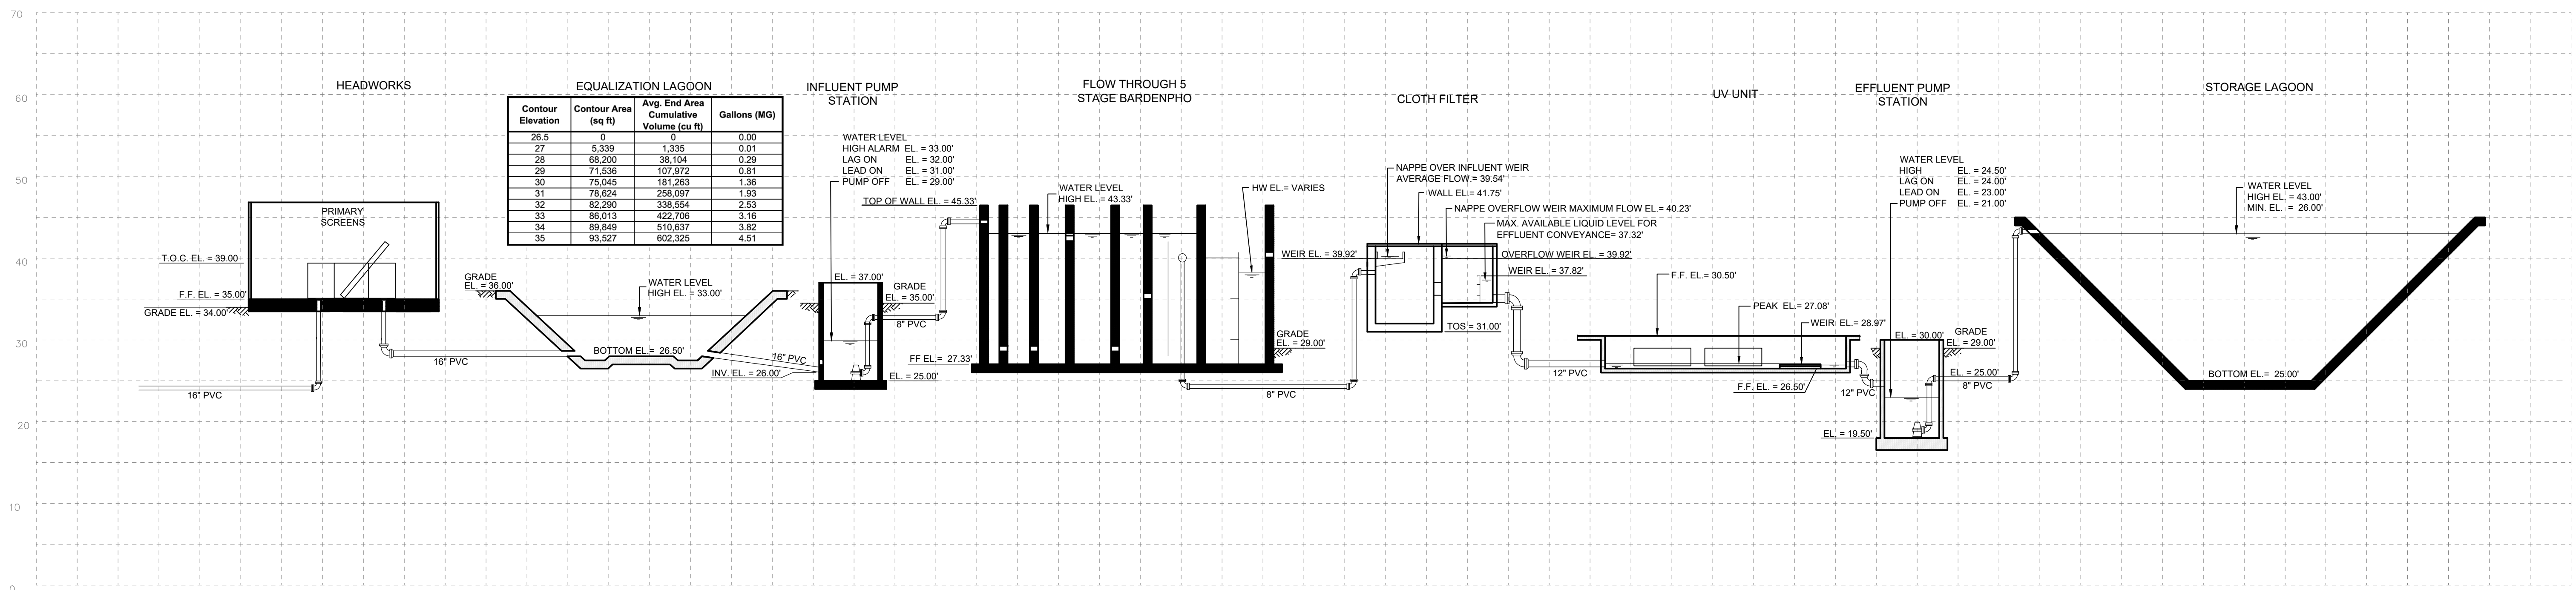 70
60
50
40
30
20
10
0
HEADWORKS
PRIMARY
SCREENS
T.O.C. EL. = 39.00
F.F. EL. = 35.00'
GRADE EL. = 34.00'
16" PVC
16" PVC
EQUALIZATION LAGOON
Contour Elevation Contour Area (sq ft) Avg. End Area Cumulative Volume (cu ft) Gallons (MG)
26.5 0 0 0.00
27 5,339 1,335 0.01
28 68,200 38,104 0.29
29 71,536 107,972 0.81
30 75,045 181,263 1.36
31 78,624 258,097 1.93
32 82,290 338,554 2.53
33 86,013 422,706 3.16
34 89,849 510,637 3.82
35 93,527 602,325 4.51
GRADE
EL. = 36.00'
WATER LEVEL
HIGH EL. = 33.00'
BOTTOM EL.= 26.50'
16" PVC
INV. EL. = 26.00'
INFLUENT PUMP
STATION
WATER LEVEL
HIGH ALARM EL. = 33.00'
LAG ON EL. = 32.00'
LEAD ON EL. = 31.00'
PUMP OFF EL. = 29.00'
EL. = 37.00'
GRADE
EL. = 35.00'
8" PVC
EL. = 25.00'
FLOW THROUGH 5
STAGE BARDENPHO
TOP OF WALL EL. = 45.33'
WATER LEVEL
HIGH EL. = 43.33'
HW EL.= VARIES
FF EL.= 27.33'
GRADE
EL. = 29.00'
8" PVC
CLOTH FILTER
NAPPE OVER INFLUENT WEIR
AVERAGE FLOW.= 39.54'
WALL EL.= 41.75'
NAPPE OVERFLOW WEIR MAXIMUM FLOW EL.= 40.23'
MAX. AVAILABLE LIQUID LEVEL FOR
EFFLUENT CONVEYANCE= 37.32'
WEIR EL. = 39.92'
OVERFLOW WEIR EL. = 39.92'
WEIR EL. = 37.82'
TOS = 31.00'
12" PVC
UV UNIT
F.F. EL.= 30.50'
PEAK EL.= 27.08'
WEIR EL.= 28.97'
F.F. EL. = 26.50'
12" PVC
EFFLUENT PUMP
STATION
WATER LEVEL
HIGH EL. = 24.50'
LAG ON EL. = 24.00'
LEAD ON EL. = 23.00'
PUMP OFF EL. = 21.00'
EL. = 30.00'
GRADE
EL. = 29.00'
EL. = 25.00'
8" PVC
EL. = 19.50'
STORAGE LAGOON
WATER LEVEL
HIGH EL. = 43.00'
MIN. EL. = 26.00'
BOTTOM EL.= 25.00'